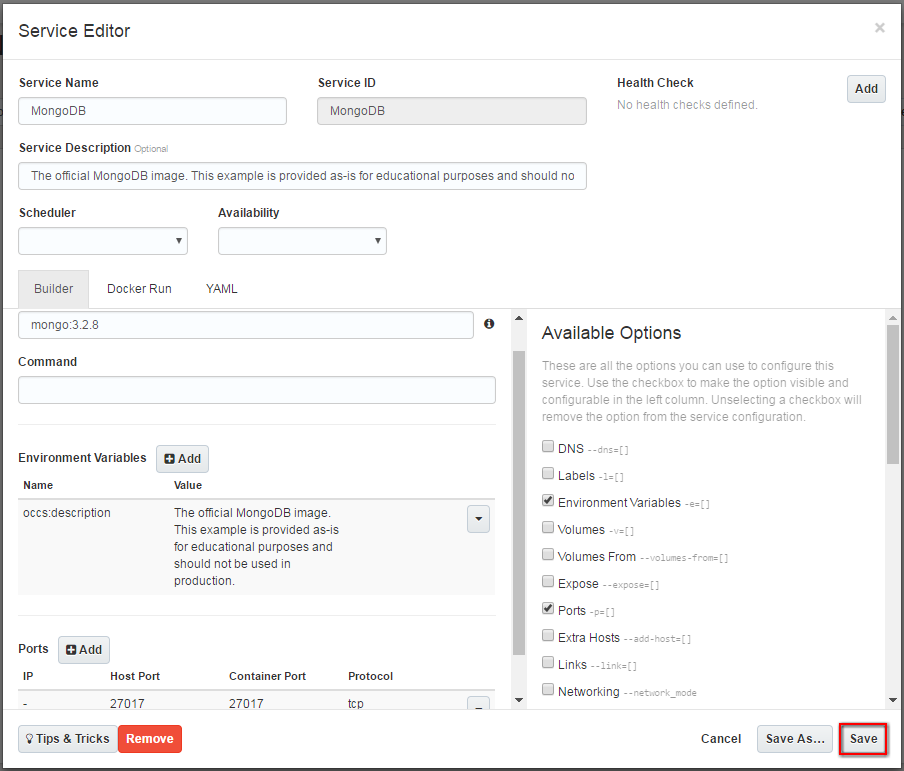 Service Editor
×
Service Name
Service ID
Health Check
Add
MongoDB
MongoDB
No health checks defined.
Service Description Optional
The official MongoDB image. This example is provided as-is for educational purposes and should no
Scheduler
Availability
Builder
Docker Run
YAML
mongo:3.2.8
Command
Environment Variables
Add
Name
Value
occs:description
The official MongoDB image.
This example is provided as-is
for educational purposes and
should not be used in
production.
Ports
Add
IP
Host Port
Container Port
Protocol
-
27017
27017
tcp
Available Options
These are all the options you can use to configure this
service. Use the checkbox to make the option visible and
configurable in the left column. Unselecting a checkbox will
remove the option from the service configuration.
DNS --dns=[]
Labels -l=[]
Environment Variables -e=[]
Volumes -v=[]
Volumes From --volumes-from=[]
Expose --expose=[]
Ports -p=[]
Extra Hosts --add-host=[]
Links --link=[]
Networking --network_mode
Tips & Tricks
Remove
Cancel
Save As...
Save